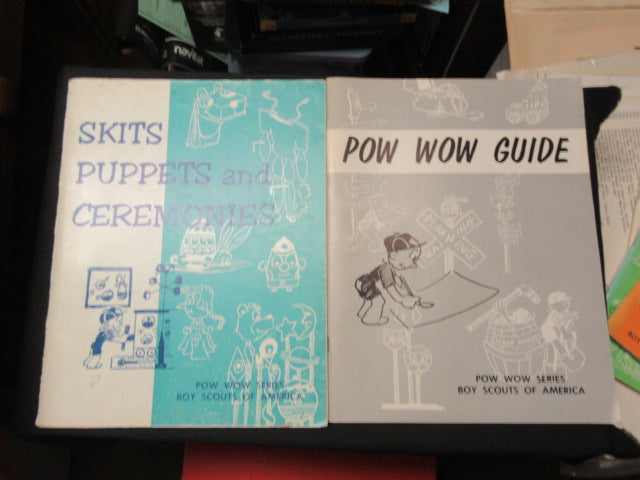 SKITS
PUPPETS and
CEREMONIES
POW WOW SERIES
BOY SCOUTS OF AMERICA
POW WOW GUIDE
PLANNING
POW WOW SERIES
BOY SCOUTS OF AMERICA